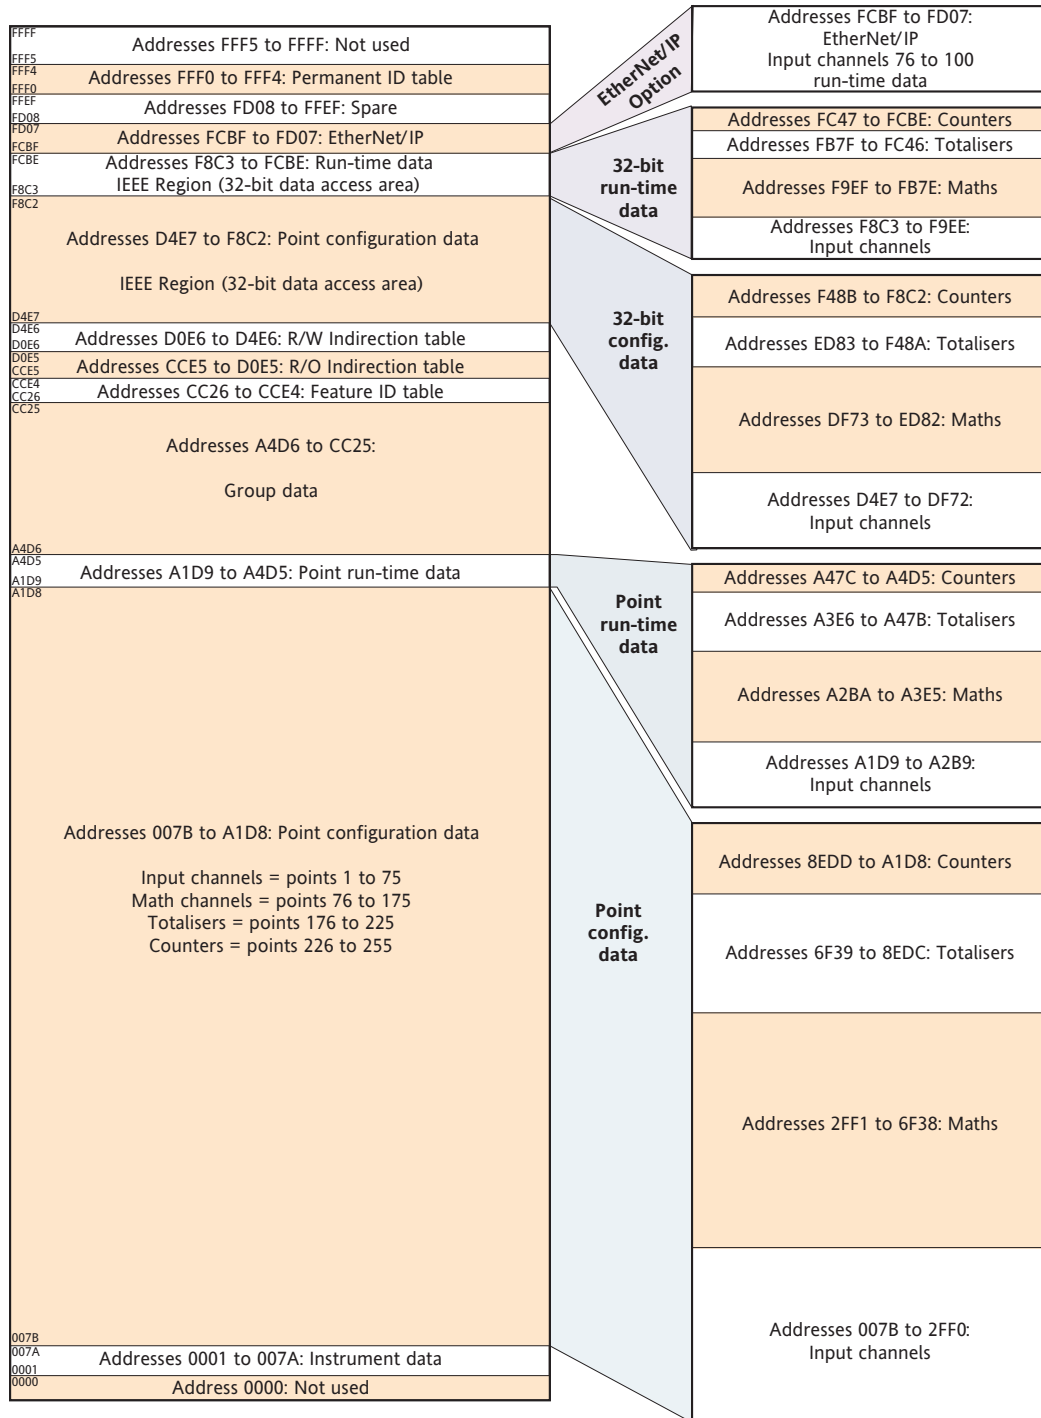 FFFF
Addresses FFF5 to FFFF: Not used
FFF5
FFF4
Addresses FFF0 to FFF4: Permanent ID table
FFF0
FFEF
Addresses FD08 to FFEF: Spare
FD08
FD07
Addresses FCBF to FD07: EtherNet/IP
FCBF
FCBE
Addresses F8C3 to FCBE: Run-time data
IEEE Region (32-bit data access area)
F8C3
F8C2
Addresses D4E7 to F8C2: Point configuration data
IEEE Region (32-bit data access area)
D4E7
D4E6
Addresses D0E6 to D4E6: R/W Indirection table
D0E6
D0E5
Addresses CCE5 to D0E5: R/O Indirection table
CCE5
CCE4
Addresses CC26 to CCE4: Feature ID table
CC26
CC25
Addresses A4D6 to CC25:
Group data
A4D6
A4D5
Addresses A1D9 to A4D5: Point run-time data
A1D9
A1D8
Addresses 007B to A1D8: Point configuration data
Input channels = points 1 to 75
Math channels = points 76 to 175
Totalisers = points 176 to 225
Counters = points 226 to 255
007B
007A
Addresses 0001 to 007A: Instrument data
0001
0000
Address 0000: Not used
EtherNet/IP
Option
Addresses FCBF to FD07:
EtherNet/IP
Input channels 76 to 100
run-time data
32-bit
run-time
data
Addresses FC47 to FCBE: Counters
Addresses FB7F to FC46: Totalisers
Addresses F9EF to FB7E: Maths
Addresses F8C3 to F9EE:
Input channels
32-bit
config.
data
Addresses F48B to F8C2: Counters
Addresses ED83 to F48A: Totalisers
Addresses DF73 to ED82: Maths
Addresses D4E7 to DF72:
Input channels
Point
run-time
data
Addresses A47C to A4D5: Counters
Addresses A3E6 to A47B: Totalisers
Addresses A2BA to A3E5: Maths
Addresses A1D9 to A2B9:
Input channels
Point
config.
data
Addresses 8EDD to A1D8: Counters
Addresses 6F39 to 8EDC: Totalisers
Addresses 2FF1 to 6F38: Maths
Addresses 007B to 2FF0:
Input channels